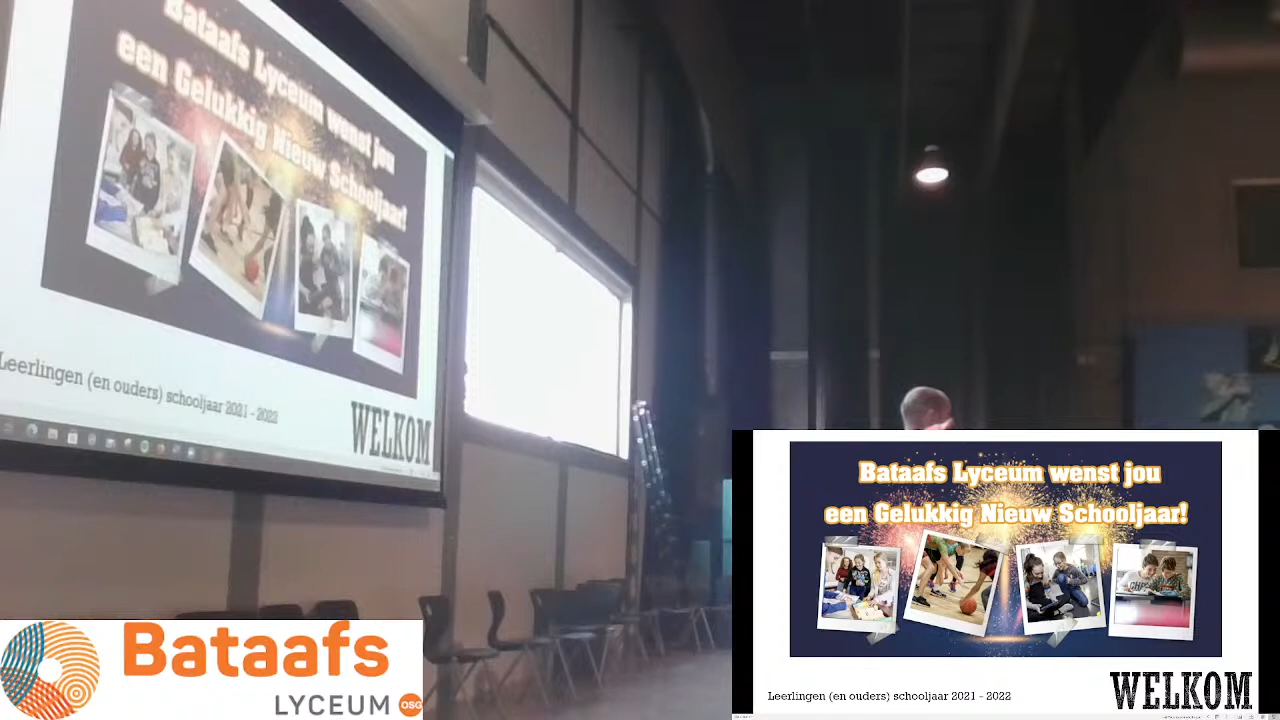 Bataafs Lyceum wenst jou
een Gelukkig Nieuw Schooljaar!
Leerlingen (en ouders) schooljaar 2021 - 2022
WELKOM
Bataafs
LYCEUM OSG
Bataafs Lyceum wenst jou
een Gelukkig Nieuw Schooljaar!
Leerlingen (en ouders) schooljaar 2021 - 2022
WELKOM